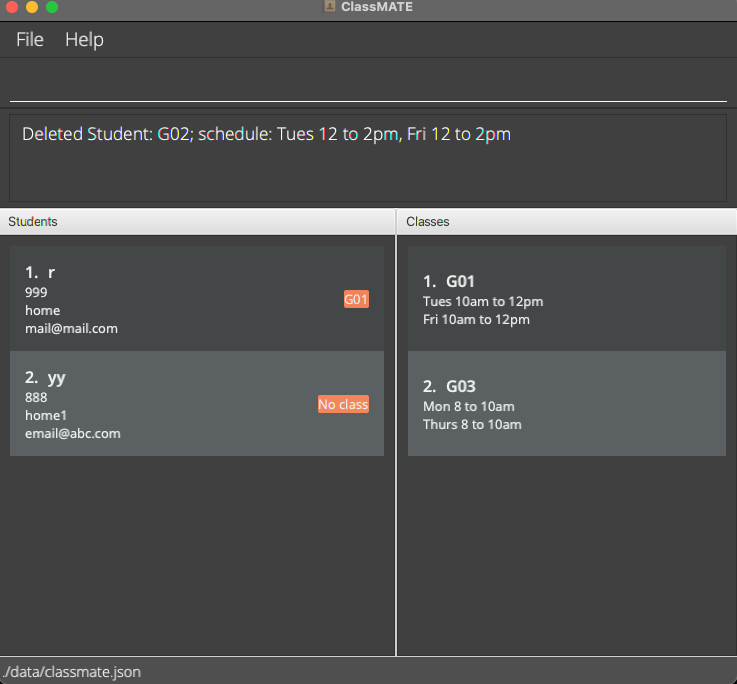 ClassMATE
File Help
Deleted Student: G02; schedule: Tues 12 to 2pm, Fri 12 to 2pm
Students
1. r
999
G01
home
mail@mail.com
2. yy
888
No class
home1
email@abc.com
Classes
1. G01
Tues 10am to 12pm
Fri 10am to 12pm
2. G03
Mon 8 to 10am
Thurs 8 to 10am
./data/classmate.json